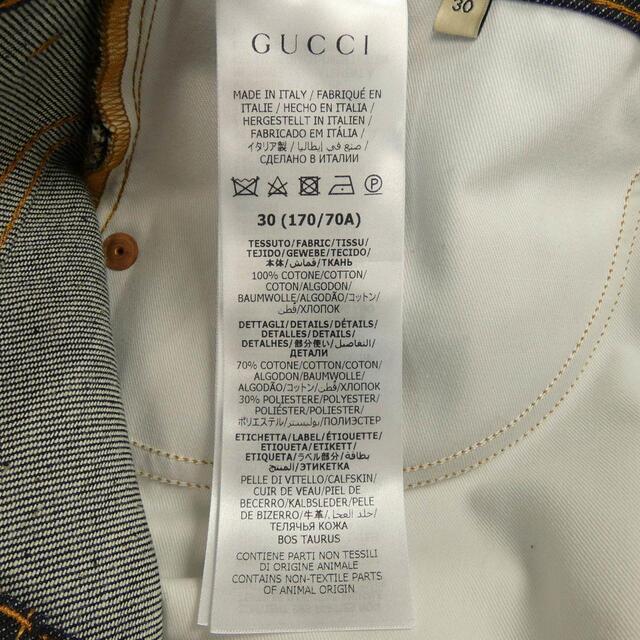 30
GUCCI
MADE IN ITALY / FABRIQUÉ EN
ITALIE / HECHO EN ITALIA /
HERGESTELLT IN ITALIEN /
FABRICADO EM ITÁLIA /
イタリア製 / صنع في إيطاليا /
СДЕЛАНО В ИТАЛИИ
30 (170/70A)
TESSUTO/FABRIC/TISSU/
TEJIDO/GEWEBE/TECIDO/
本体/قماش/ТКАНЬ
100% COTONE/COTTON/
COTON/ALGODON/
BAUMWOLLE/ALGODÃO/コットン/
قطن/ХЛОПОК
DETTAGLI/DETAILS/DÉTAILS/
DETALLES/DETAILS/
DETALHES/部分使い/التفاصيل/
ДЕТАЛИ
70% COTONE/COTTON/COTON/
ALGODON/BAUMWOLLE/
ALGODÃO/コットン/قطن/ХЛОПОК
30% POLIESTERE/POLYESTER/
POLIÉSTER/POLYESTER/
POLIÉSTER/POLIESTER/
ポリエステル/بوليستر/ПОЛИЭСТЕР
ETICHETTA/LABEL/ÉTIQUETTE/
ETIQUETA/ETIKETT/
ETIQUETA/ラベル部分/بطاقة
المنتج/ЭТИКЕТКА
PELLE DI VITELLO/CALFSKIN/
CUIR DE VEAU/PIEL DE
BECERRO/KALBSLEDER/PELE
DE BIZERRO/牛革/جلد العجل/
ТЕЛЯЧЬЯ КОЖА
BOS TAURUS
CONTIENE PARTI NON TESSILI
DI ORIGINE ANIMALE
CONTAINS NON-TEXTILE PARTS
OF ANIMAL ORIGIN